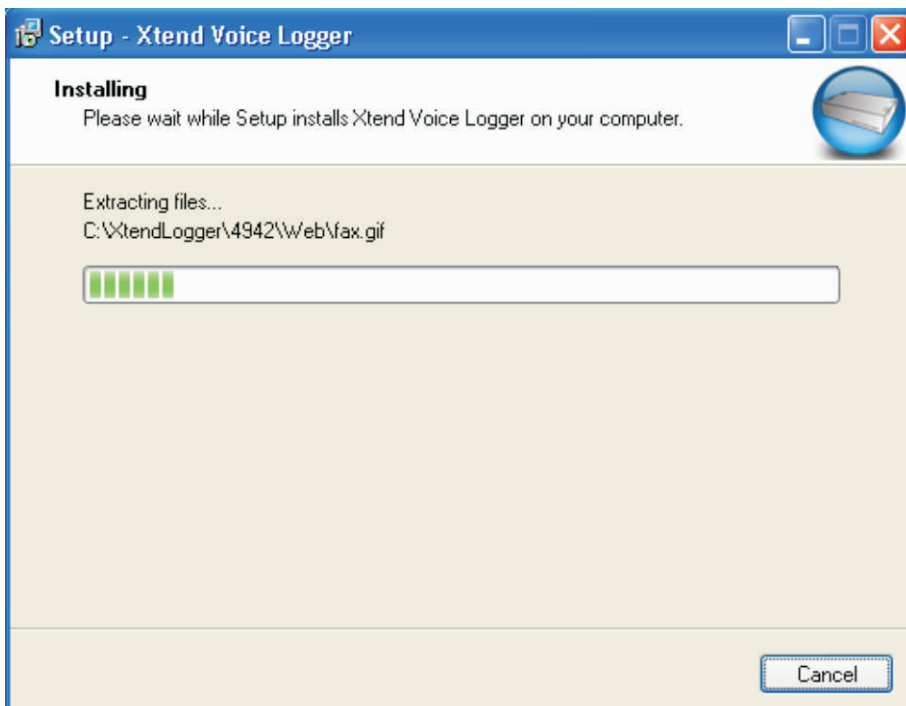 Setup - Xtend Voice Logger
Installing
Please wait while Setup installs Xtend Voice Logger on your computer.
Extracting files...
C:\XtendLogger\4942\Web\fax.gif
Cancel